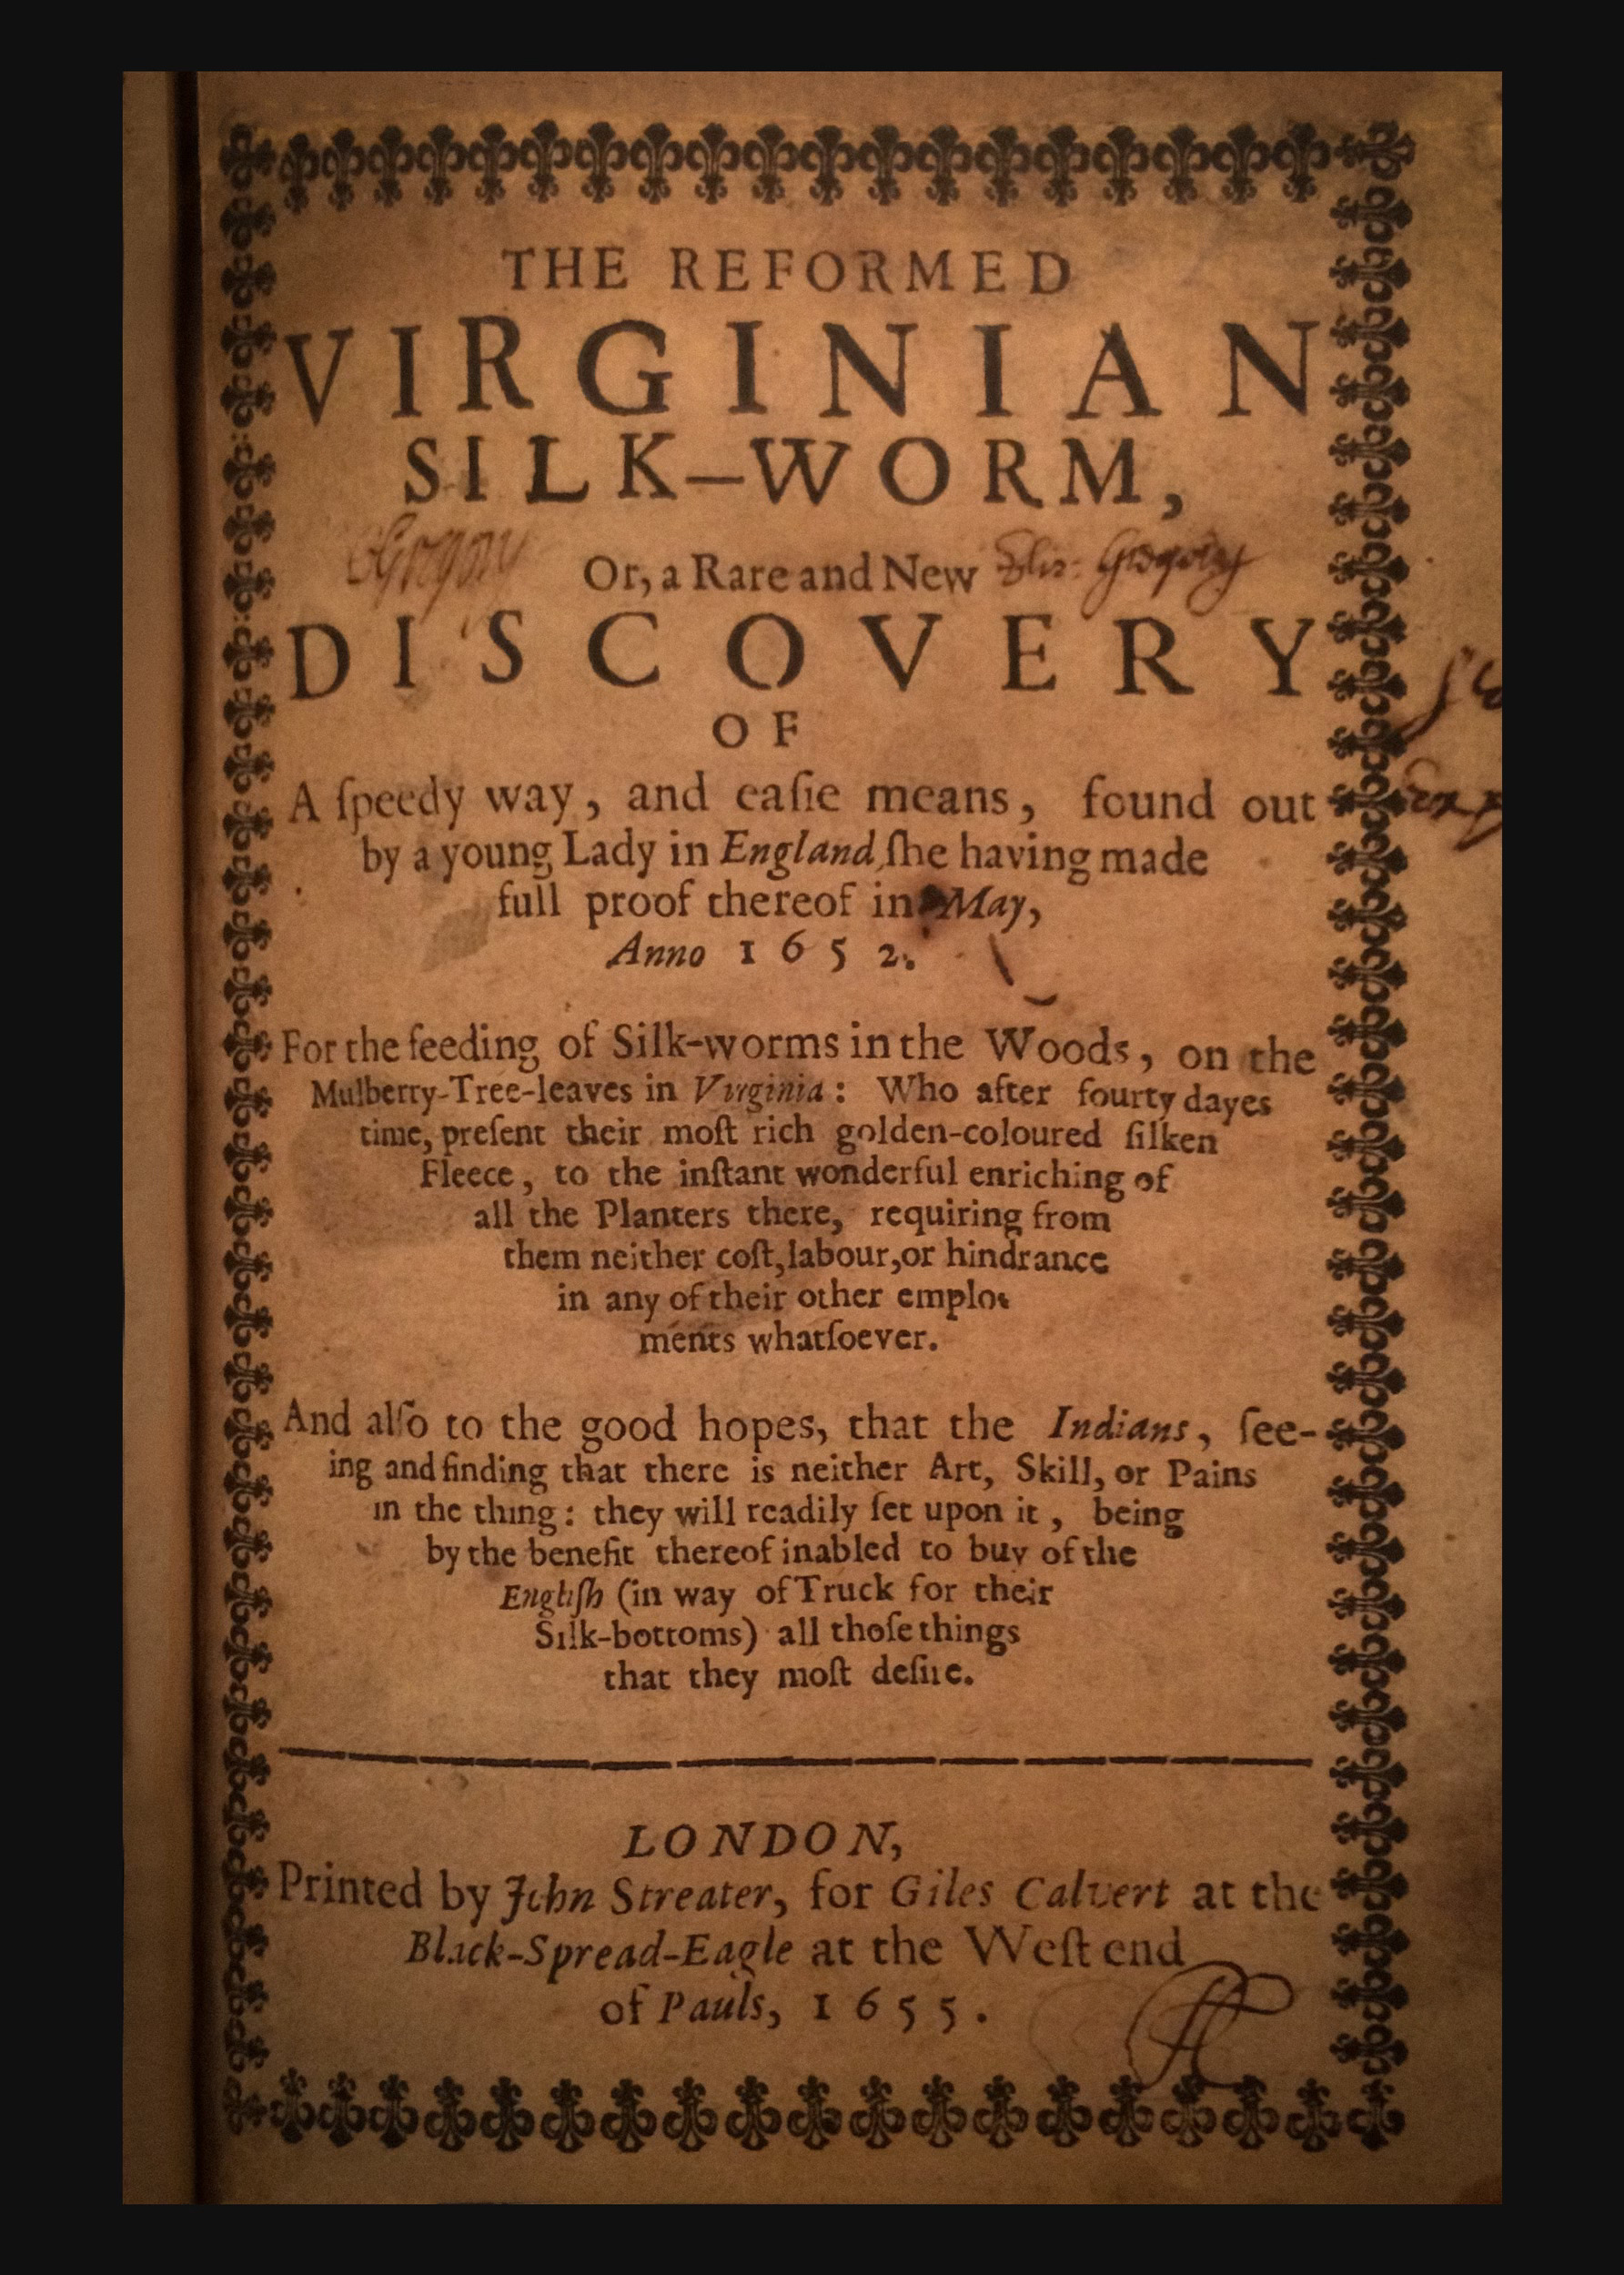 THE REFORMED
VIRGINIAN
SILK-WORM,
Or, a Rare and New
DISCOVERY
OF
A ſpeedy way, and eaſie means, found out
by a young Lady in England, ſhe having made
full proof thereof in May,
Anno 1652.
For the feeding of Silk-worms in the Woods, on the
Mulberry-Tree-leaves in Virginia: Who after fourty dayes
time, preſent their moſt rich golden-coloured ſilken
Fleece, to the inſtant wonderful enriching of
all the Planters there, requiring from
them neither coſt, labour, or hindrance
in any of their other emplo
ments whatſoever.
And alſo to the good hopes, that the Indians, ſee-
ing and finding that there is neither Art, Skill, or Pains
in the thing: they will readily ſet upon it, being
by the benefit thereof inabled to buy of the
Engliſh (in way of Truck for their
Silk-bottoms) all thoſe things
that they moſt deſire.
LONDON,
Printed by John Streater, for Giles Calvert at the
Black-Spread-Eagle at the Weſt end
of Pauls, 1655.